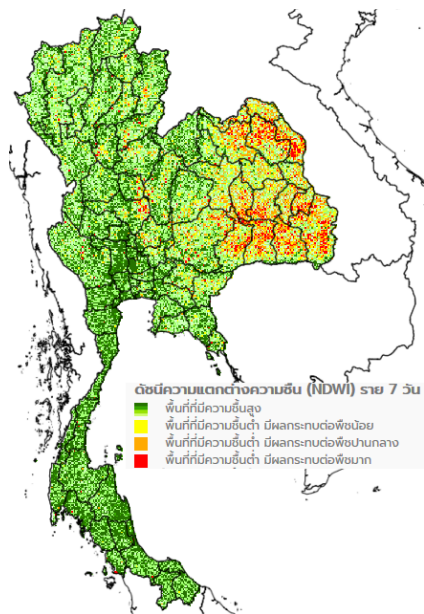 ดัชนีความแตกต่างความชื้น (NDWI) ราย 7 วัน
พื้นที่ที่มีความชื้นสูง
พื้นที่ที่มีความชื้นต่ำ มีผลกระทบต่อพืชน้อย
พื้นที่ที่มีความชื้นต่ำ มีผลกระทบต่อพืชปานกลาง
พื้นที่ที่มีความชื้นต่ำ มีผลกระทบต่อพืชมาก